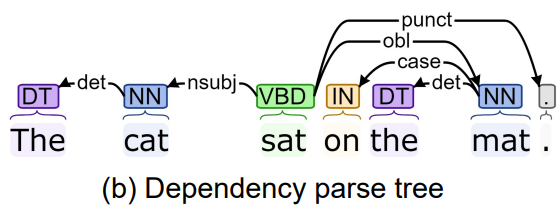 punct
obl
case
det nsubj det
DT NN VBD IN DT NN .
The cat sat on the mat .
(b) Dependency parse tree